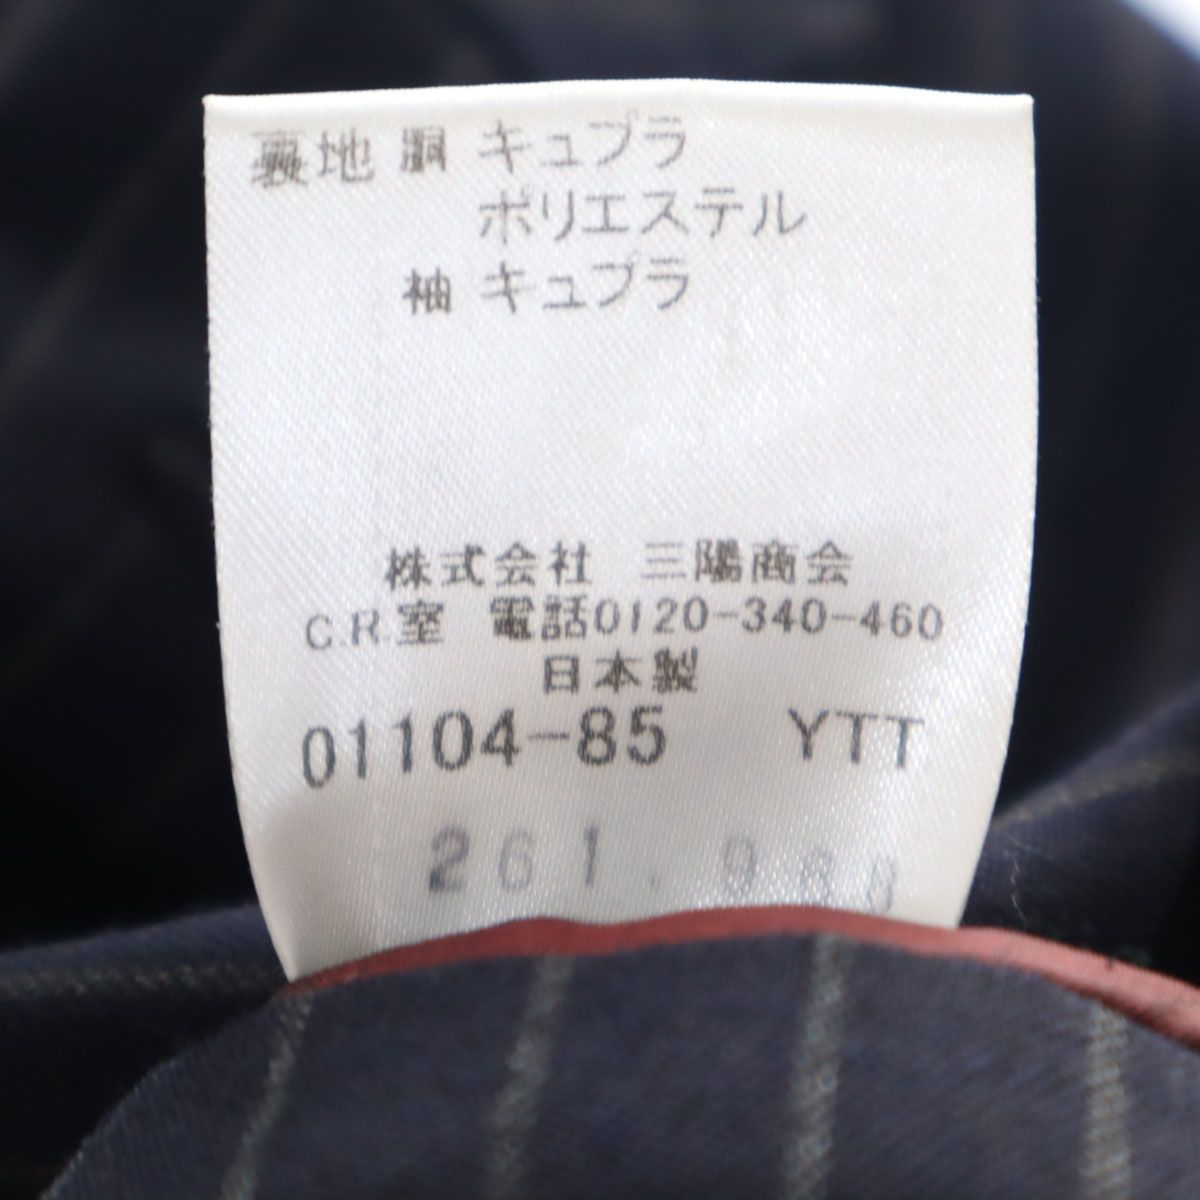 裏地 胴 キュプラ
ポリエステル
袖 キュプラ
株式会社 三陽商会
C.R.室 電話0120-340-460
日本製
01104-85 YTT
261.988